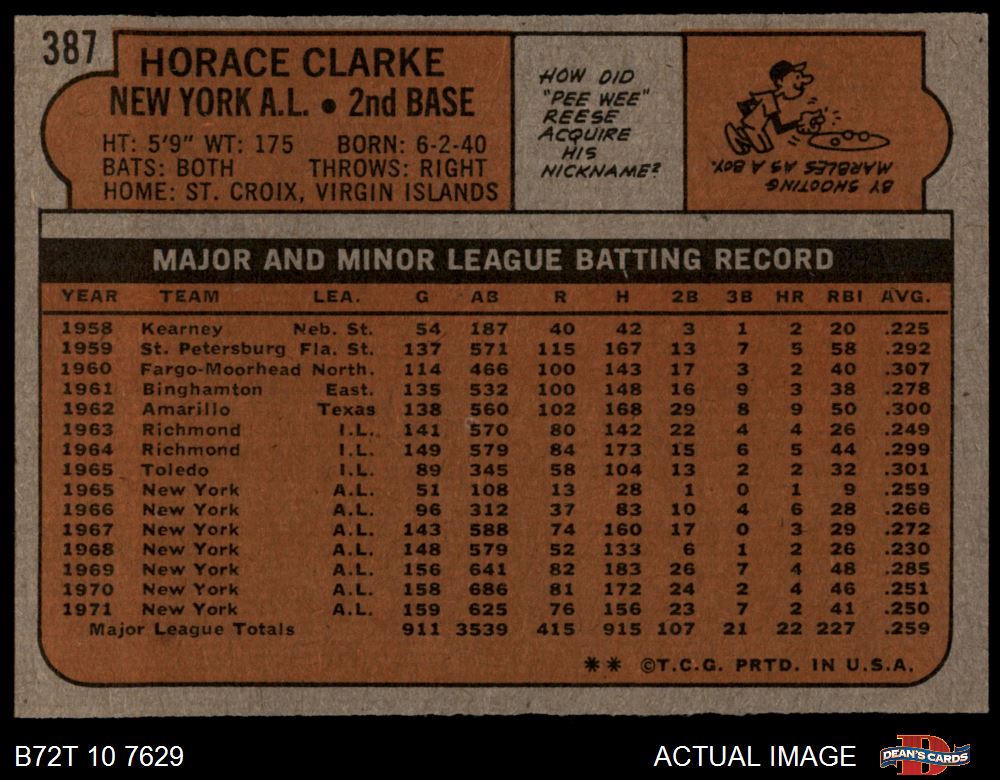 387
HORACE CLARKE
NEW YORK A.L. • 2nd BASE
HT: 5'9" WT: 175 BORN: 6-2-40
BATS: BOTH THROWS: RIGHT
HOME: ST. CROIX, VIRGIN ISLANDS
HOW DID
"PEE WEE"
REESE
ACQUIRE
HIS
NICKNAME?
BY SHOOTING
MARBLES AS A BOY.
MAJOR AND MINOR LEAGUE BATTING RECORD
YEAR TEAM LEA. G AB R H 2B 3B HR RBI AVG.
1958 Kearney Neb. St. 54 187 40 42 3 1 2 20 .225
1959 St. Petersburg Fla. St. 137 571 115 167 13 7 5 58 .292
1960 Fargo-Moorhead North. 114 466 100 143 17 3 2 40 .307
1961 Binghamton East. 135 532 100 148 16 9 3 38 .278
1962 Amarillo Texas 138 560 102 168 29 8 9 50 .300
1963 Richmond I.L. 141 570 80 142 22 4 4 26 .249
1964 Richmond I.L. 149 579 84 173 15 6 5 44 .299
1965 Toledo I.L. 89 345 58 104 13 2 2 32 .301
1965 New York A.L. 51 108 13 28 1 0 1 9 .259
1966 New York A.L. 96 312 37 83 10 4 6 28 .266
1967 New York A.L. 143 588 74 160 17 0 3 29 .272
1968 New York A.L. 148 579 52 133 6 1 2 26 .230
1969 New York A.L. 156 641 82 183 26 7 4 48 .285
1970 New York A.L. 158 686 81 172 24 2 4 46 .251
1971 New York A.L. 159 625 76 156 23 7 2 41 .250
Major League Totals 911 3539 415 915 107 21 22 227 .259
** ©T.C.G. PRTD. IN U.S.A.
B72T 10 7629
ACTUAL IMAGE
D
DEAN'S CARDS